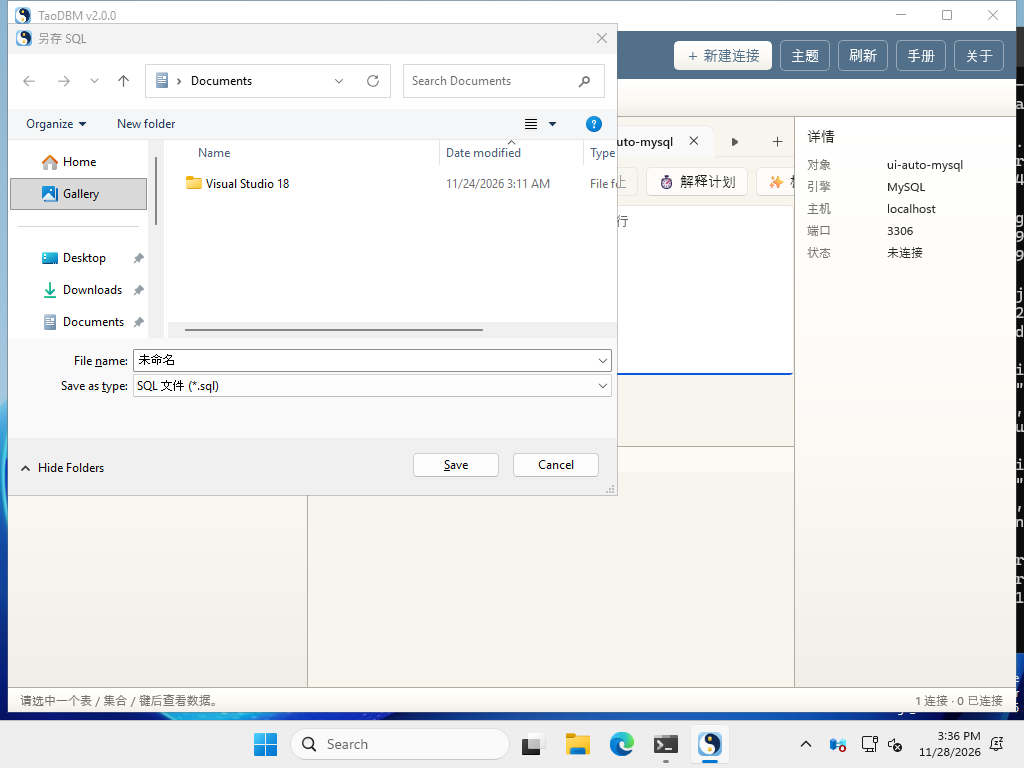 TaoDBM v2.0.0
另存 SQL
+ 新建连接
主题
刷新
手册
关于
Documents
Search Documents
Organize
New folder
uto-mysql
Home
Gallery
Desktop
Downloads
Documents
Name
Date modified
Type
Visual Studio 18
11/24/2026 3:11 AM
File f
解释计划
行
详情
对象
ui-auto-mysql
引擎
MySQL
主机
localhost
端口
3306
状态
未连接
File name:
未命名
Save as type:
SQL 文件 (*.sql)
Hide Folders
Save
Cancel
请选中一个表 / 集合 / 键后查看数据。
1 连接 · 0 已连接
Search
3:36 PM
11/28/2026